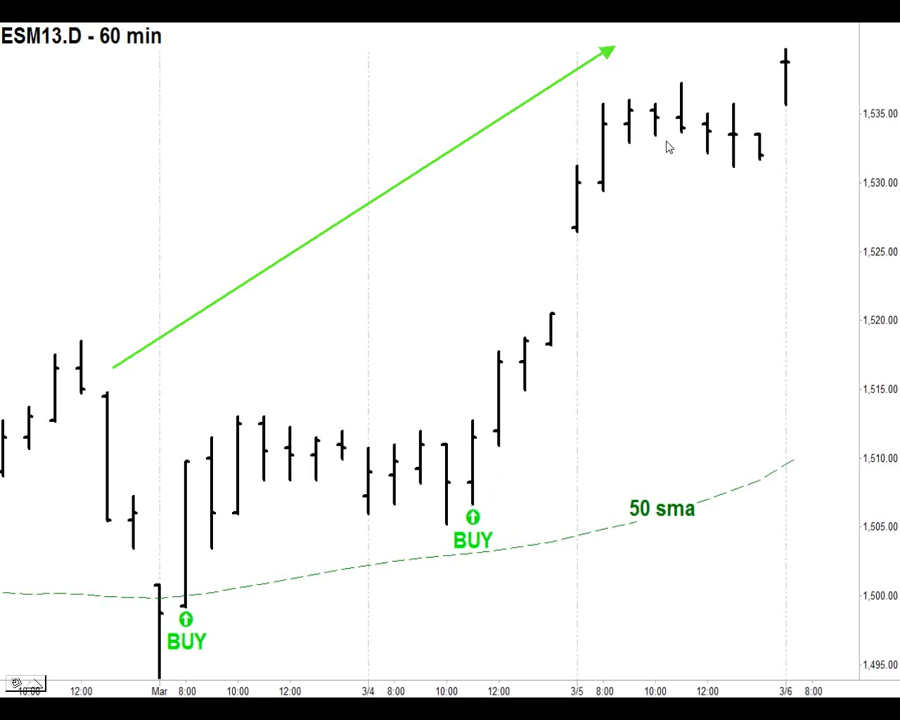 ESM13.D - 60 min
1,535.00
1,530.00
1,525.00
1,520.00
1,515.00
1,510.00
50 sma
1,505.00
BUY
1,500.00
BUY
1,495.00
10:00 12:00 Mar 8:00 10:00 12:00 3/4 8:00 10:00 12:00 3/5 8:00 10:00 12:00 3/6 8:00